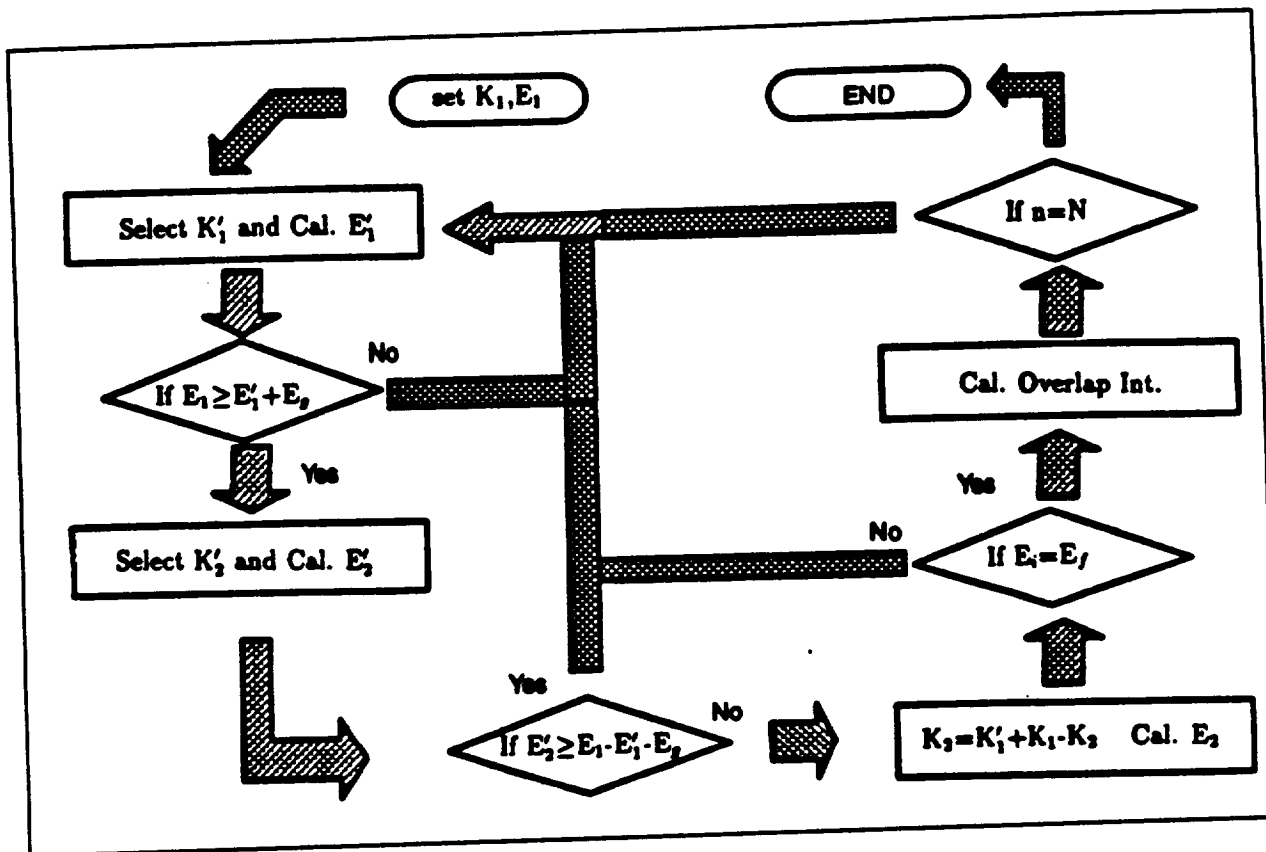 set K₁,E₁
END
Select K′₁ and Cal. E′₁
If n=N
If E₁ ≥ E′₁+E_g
No
Cal. Overlap Int.
Yes
Yes
Select K′₂ and Cal. E′₂
No
If E_i=E_f
Yes
If E′₂ ≥ E₁-E′₁-E_g
No
K₂=K′₁+K₁-K₂ Cal. E₂